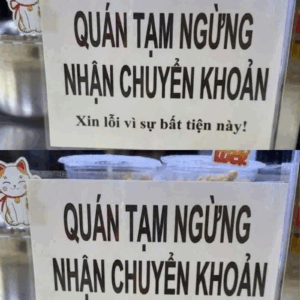 QUÁN TẠM NGỪNG
NHẬN CHUYỂN KHOẢN
Xin lỗi vì sự bất tiện này!
LUCKY
QUÁN TẠM NGỪNG
NHẬN CHUYỂN KHOẢN